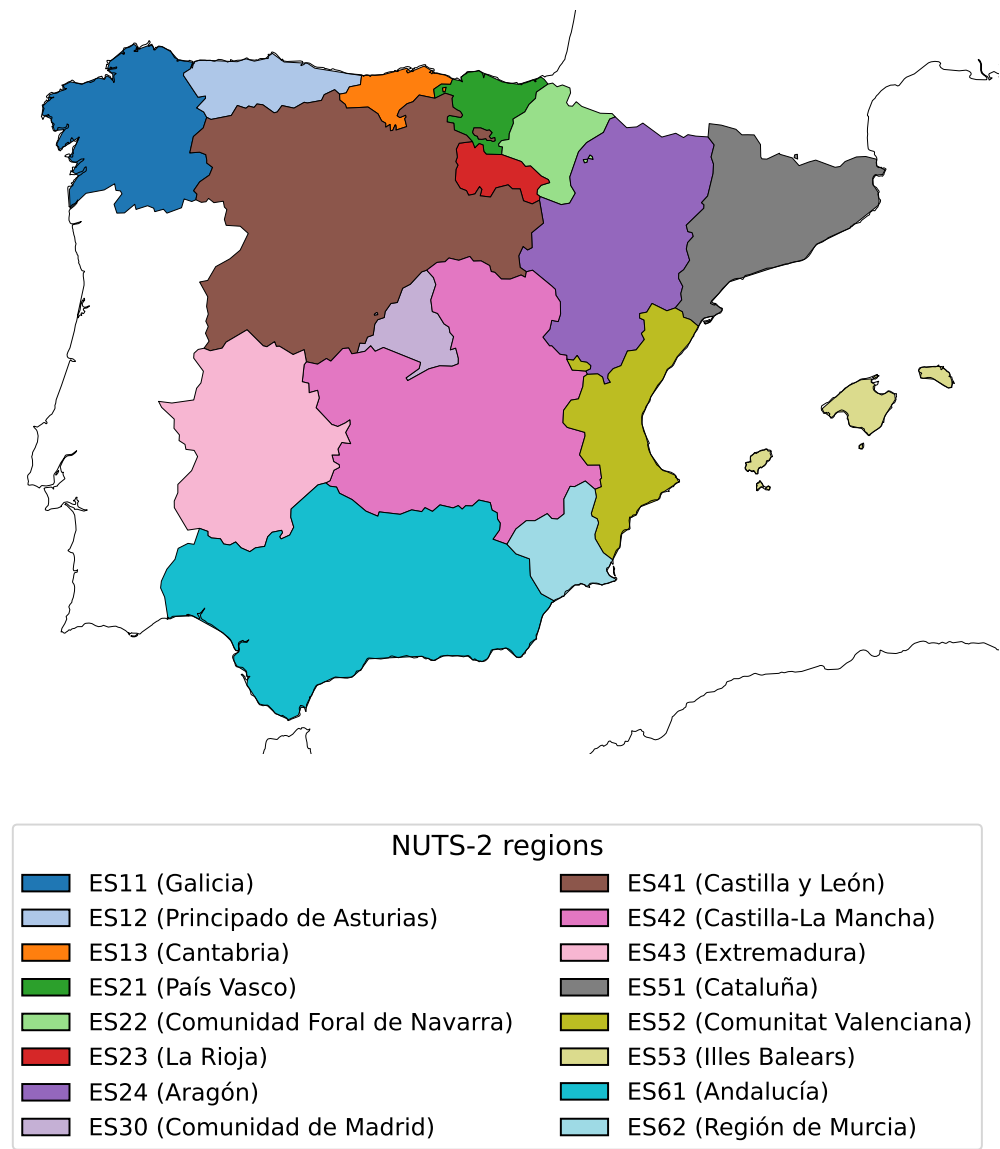 NUTS-2 regions
ES11 (Galicia)
ES12 (Principado de Asturias)
ES13 (Cantabria)
ES21 (País Vasco)
ES22 (Comunidad Foral de Navarra)
ES23 (La Rioja)
ES24 (Aragón)
ES30 (Comunidad de Madrid)
ES41 (Castilla y León)
ES42 (Castilla-La Mancha)
ES43 (Extremadura)
ES51 (Cataluña)
ES52 (Comunitat Valenciana)
ES53 (Illes Balears)
ES61 (Andalucía)
ES62 (Región de Murcia)